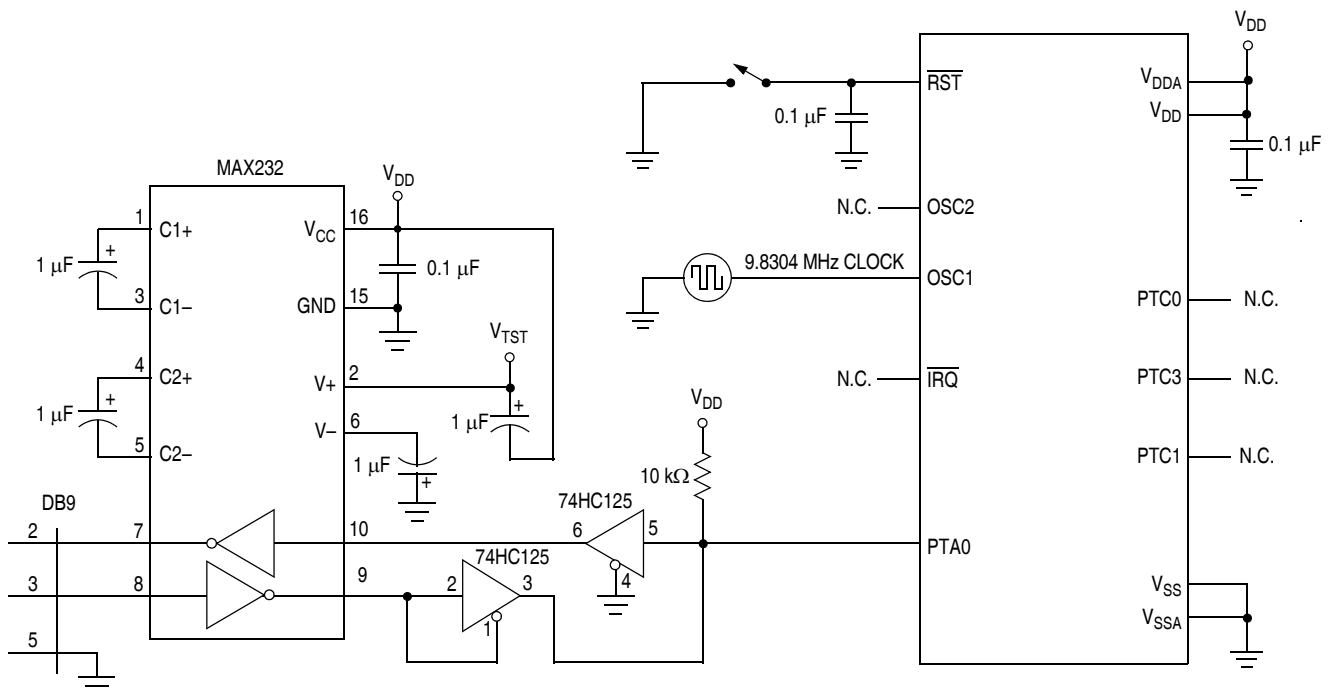 MAX232
1
C1+
1 μF
+
3
C1–
4
C2+
1 μF
+
5
C2–
VDD
16
VCC
0.1 μF
15
GND
VTST
2
V+
1 μF
+
6
V–
1 μF
+
DB9
2
7
10
3
8
9
5
74HC125
6
5
4
74HC125
2
3
1
VDD
10 kΩ
RST
0.1 μF
N.C.
OSC2
9.8304 MHz CLOCK
OSC1
N.C.
IRQ
PTA0
VDD
VDDA
VDD
0.1 μF
PTC0
N.C.
PTC3
N.C.
PTC1
N.C.
VSS
VSSA